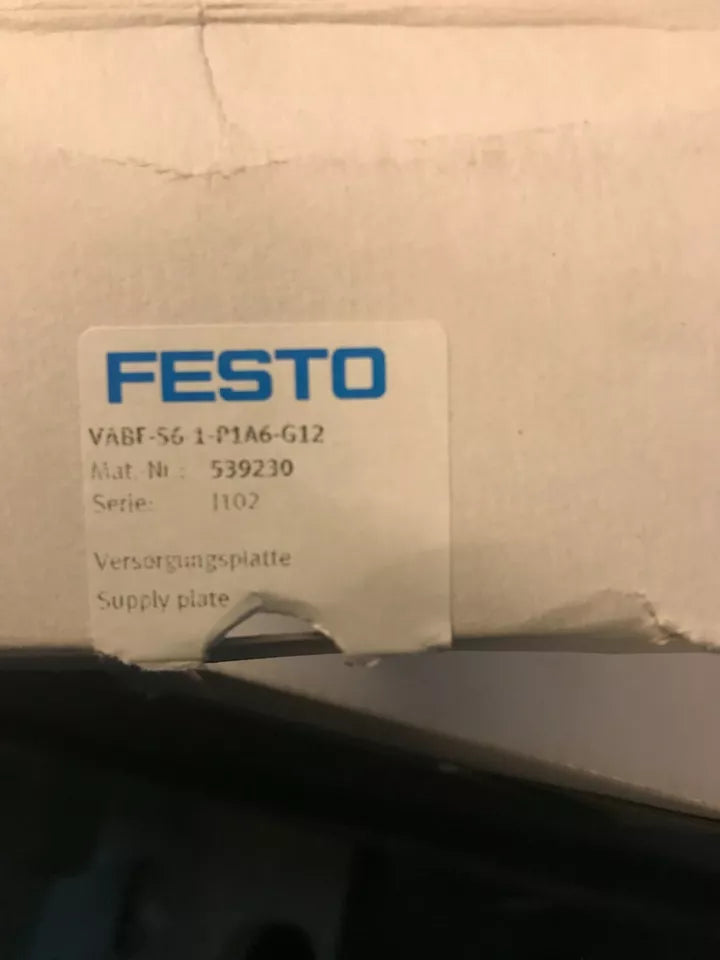 FESTO
VABF-S6-1-P1A6-G12
Mat.-Nr.: 539230
Serie: J102
Versorgungsplatte
Supply plate